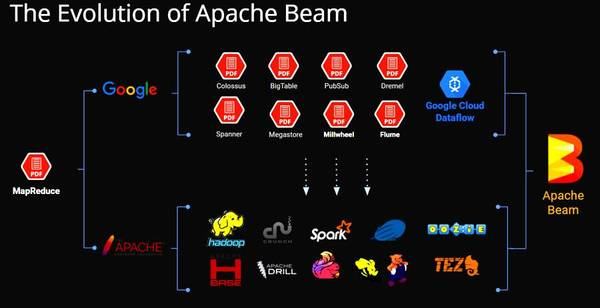 The Evolution of Apache Beam
Google
PDF
Colossus
PDF
BigTable
PDF
PubSub
PDF
Dremel
PDF
Spanner
PDF
Megastore
PDF
Millwheel
PDF
Flume
Google Cloud
Dataflow
PDF
MapReduce
Apache
Beam
APACHE
hadoop
CRUNCH
Spark
OOZIE
HBASE
APACHE
DRILL
TEZ